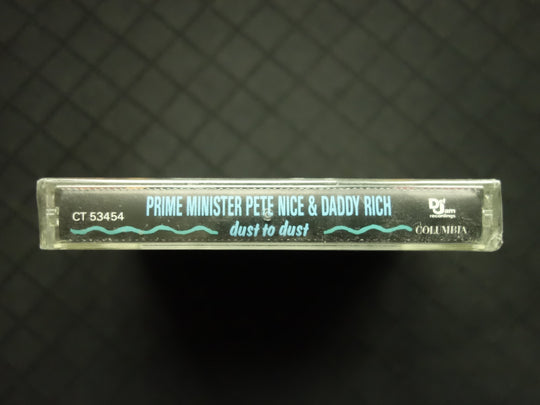 CT 53454
PRIME MINISTER PETE NICE & DADDY RICH
dust to dust
Def Jam
recordings
COLUMBIA